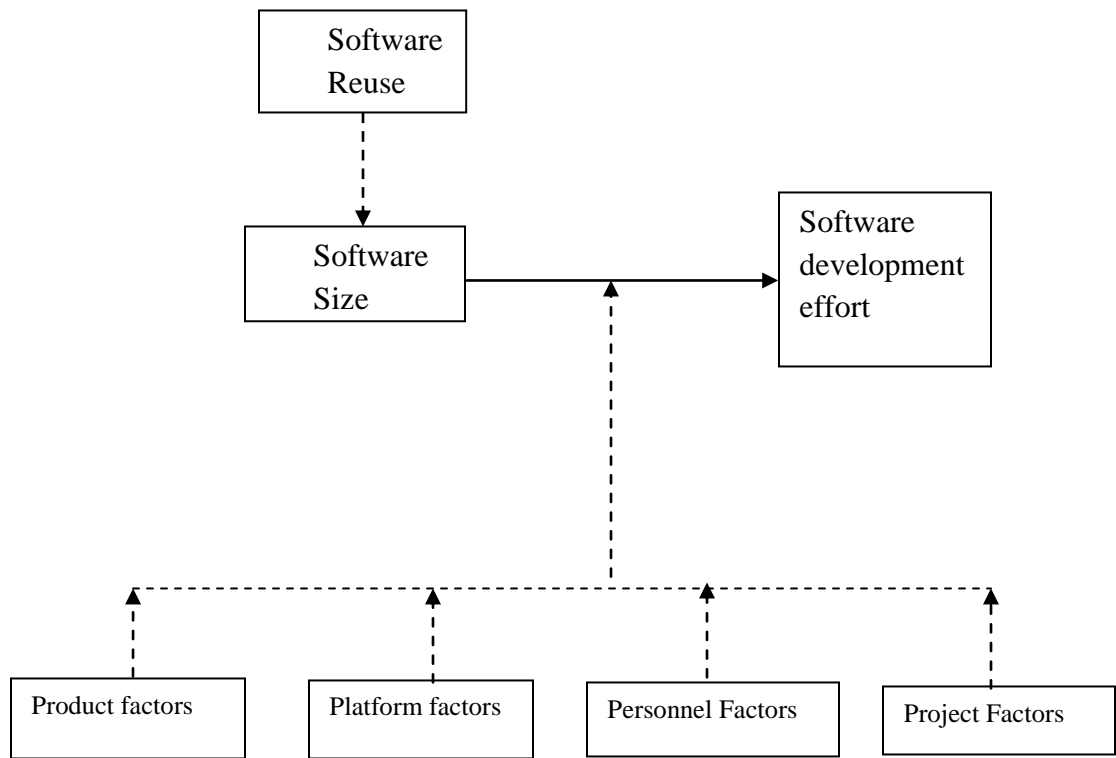 Software
Reuse
Software
Size
Software
development
effort
Product factors
Platform factors
Personnel Factors
Project Factors